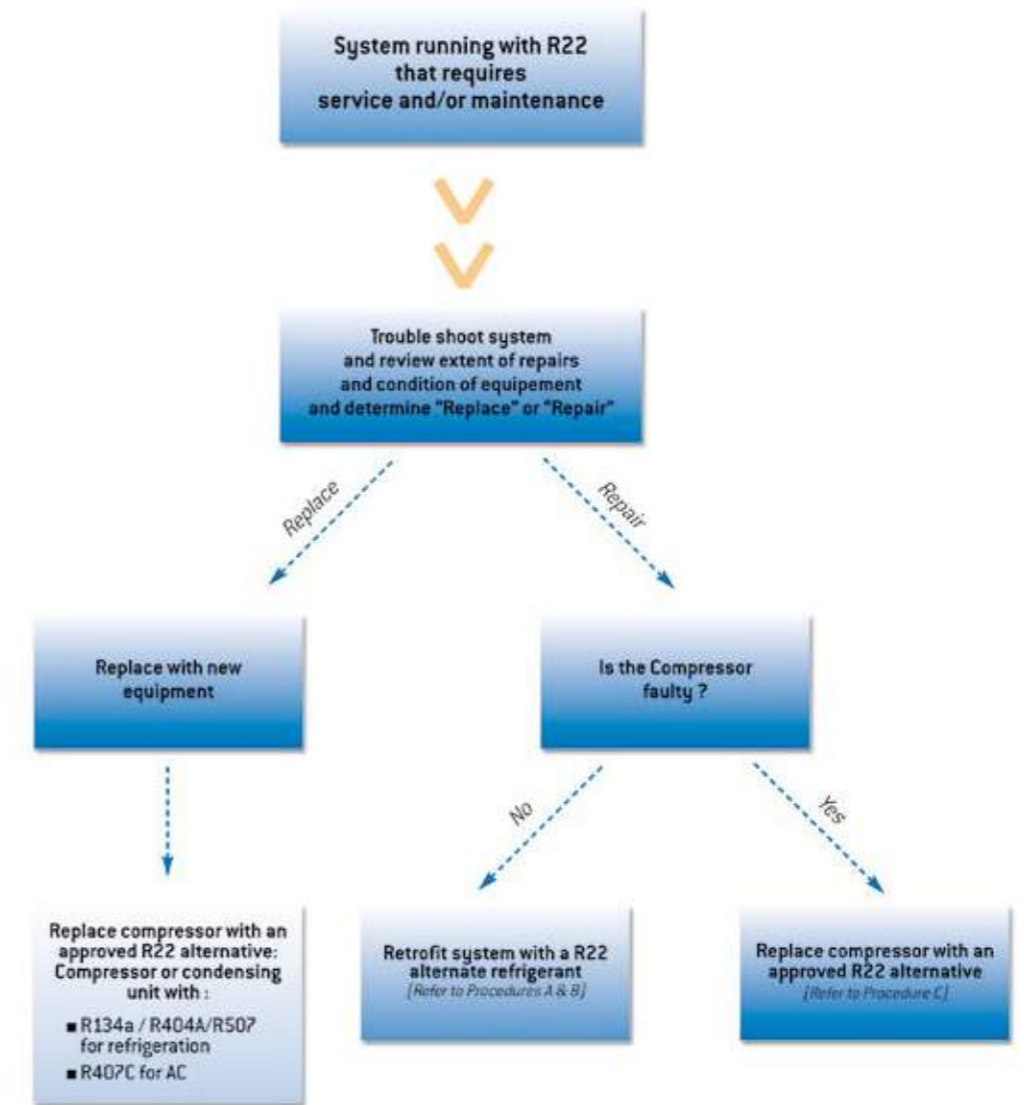 System running with R22
that requires
service and/or maintenance
Trouble shoot system
and review extent of repairs
and condition of equipement
and determine "Replace" or "Repair"
Replace
Repair
Replace with new
equipment
Is the Compressor
faulty ?
No
Yes
Replace compressor with an
approved R22 alternative:
Compressor or condensing
unit with :
■ R134a / R404A/R507
for refrigeration
■ R407C for AC
Retrofit system with a R22
alternate refrigerant
[Refer to Procedures A & B]
Replace compressor with an
approved R22 alternative
[Refer to Procedure C]